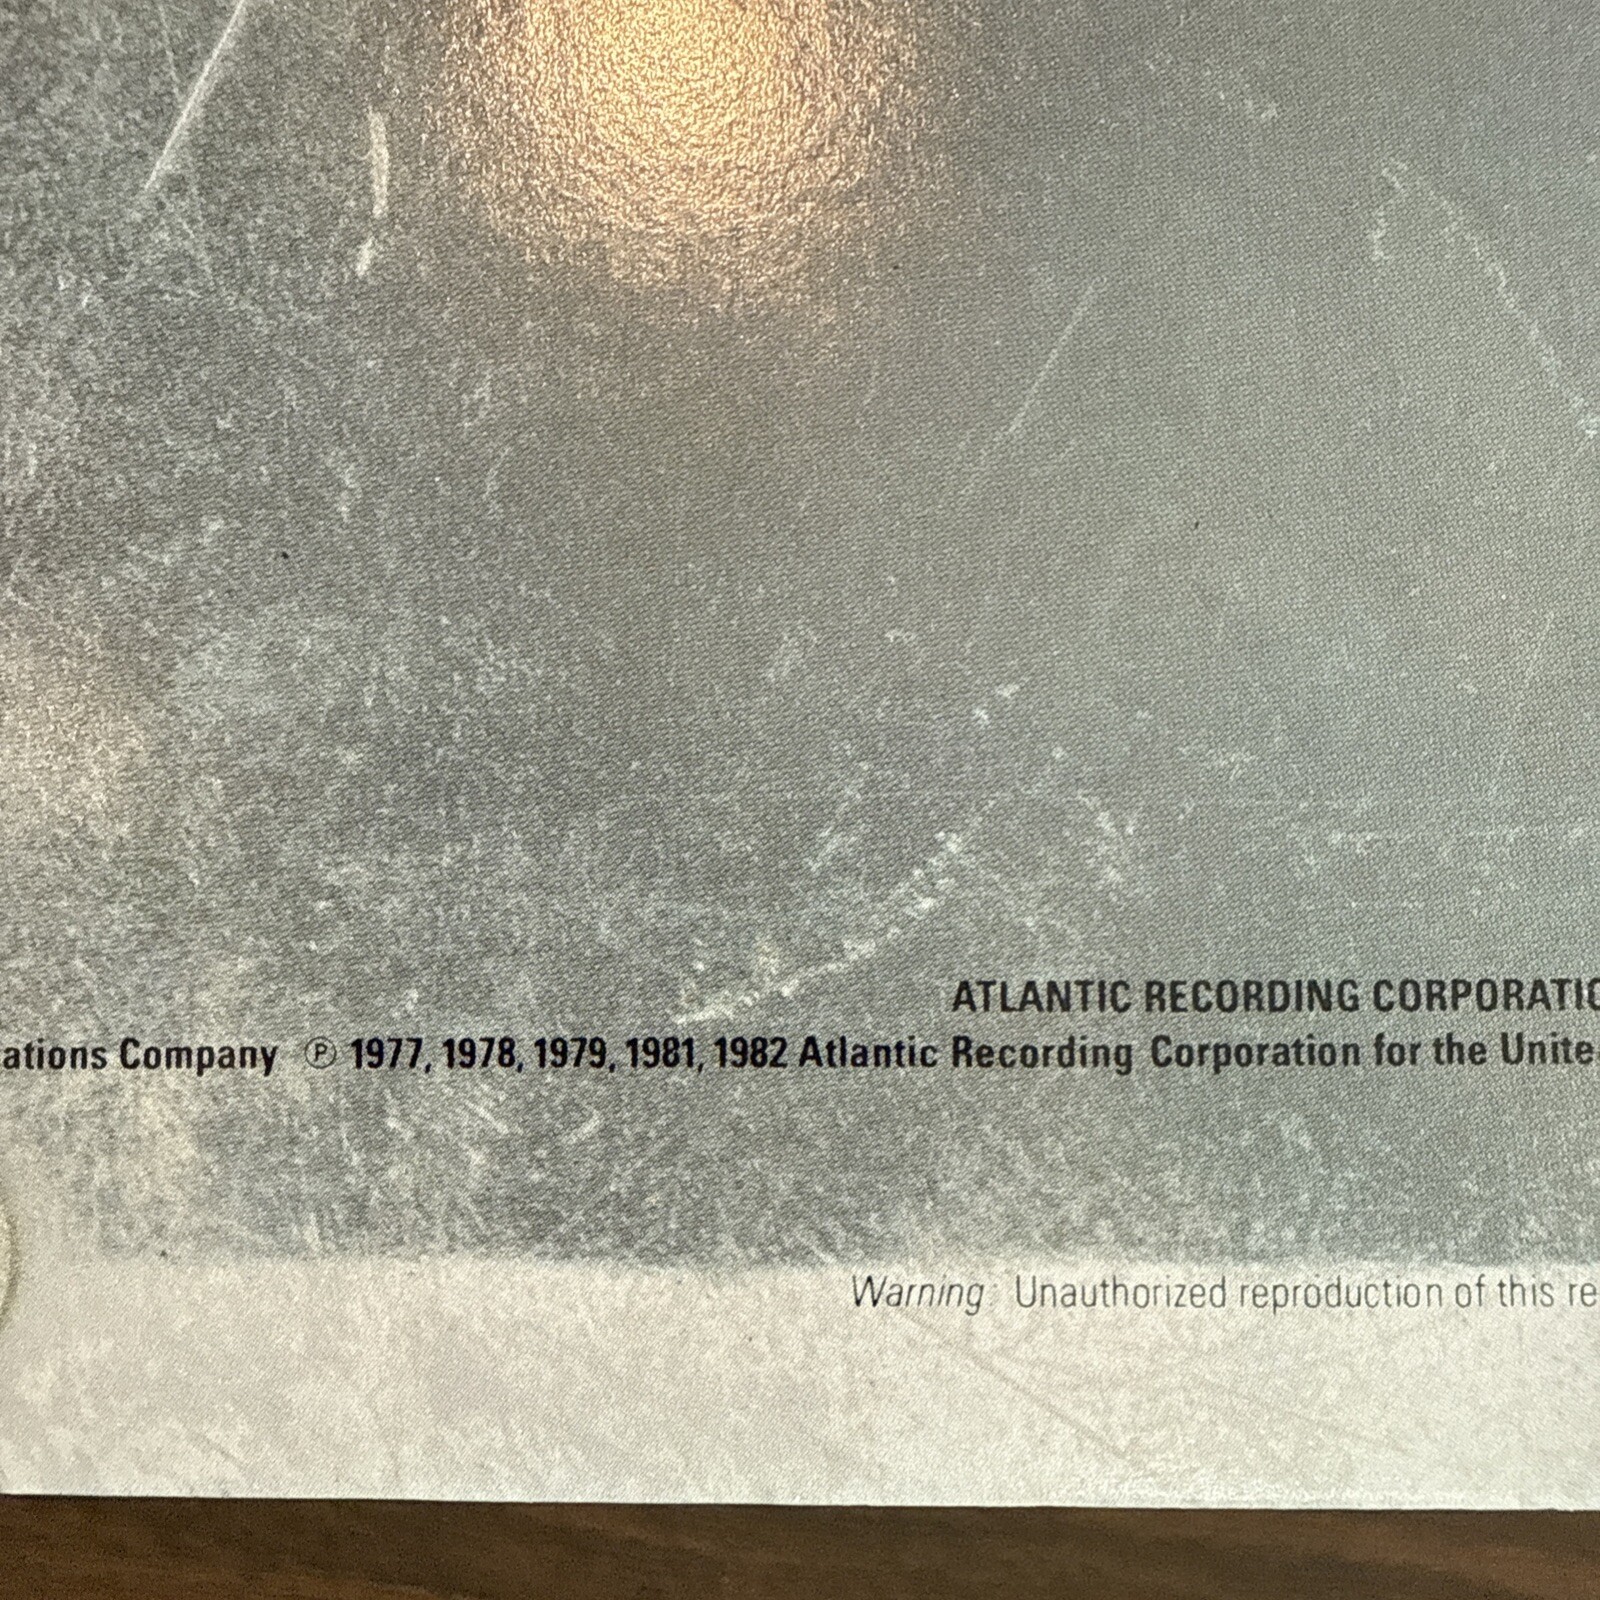 ATLANTIC RECORDING CORPORATIO
ations Company ℗ 1977, 1978, 1979, 1981, 1982 Atlantic Recording Corporation for the Unite
Warning: Unauthorized reproduction of this re